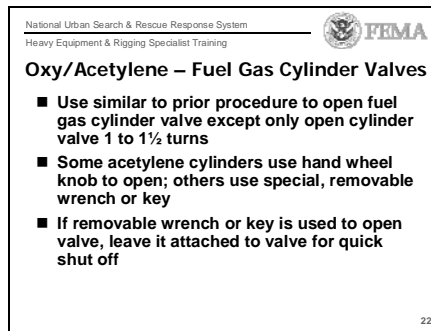 National Urban Search & Rescue Response System
Heavy Equipment & Rigging Specialist Training
FEMA
Oxy/Acetylene – Fuel Gas Cylinder Valves
■ Use similar to prior procedure to open fuel
gas cylinder valve except only open cylinder
valve 1 to 1½ turns
■ Some acetylene cylinders use hand wheel
knob to open; others use special, removable
wrench or key
■ If removable wrench or key is used to open
valve, leave it attached to valve for quick
shut off
22